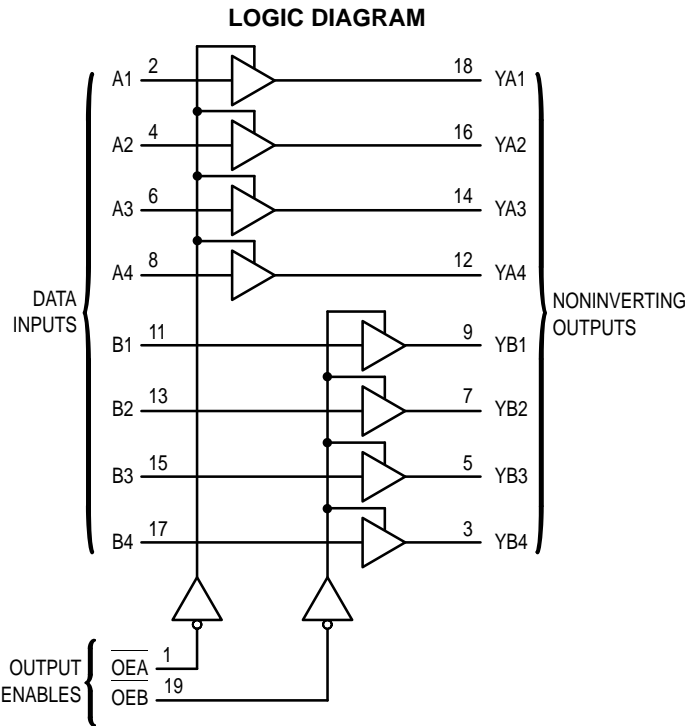 LOGIC DIAGRAM
A1 2 18 YA1
A2 4 16 YA2
A3 6 14 YA3
A4 8 12 YA4
DATA
INPUTS
NONINVERTING
OUTPUTS
B1 11 9 YB1
B2 13 7 YB2
B3 15 5 YB3
B4 17 3 YB4
OUTPUT
ENABLES
O̅E̅A̅ 1
O̅E̅B̅ 19